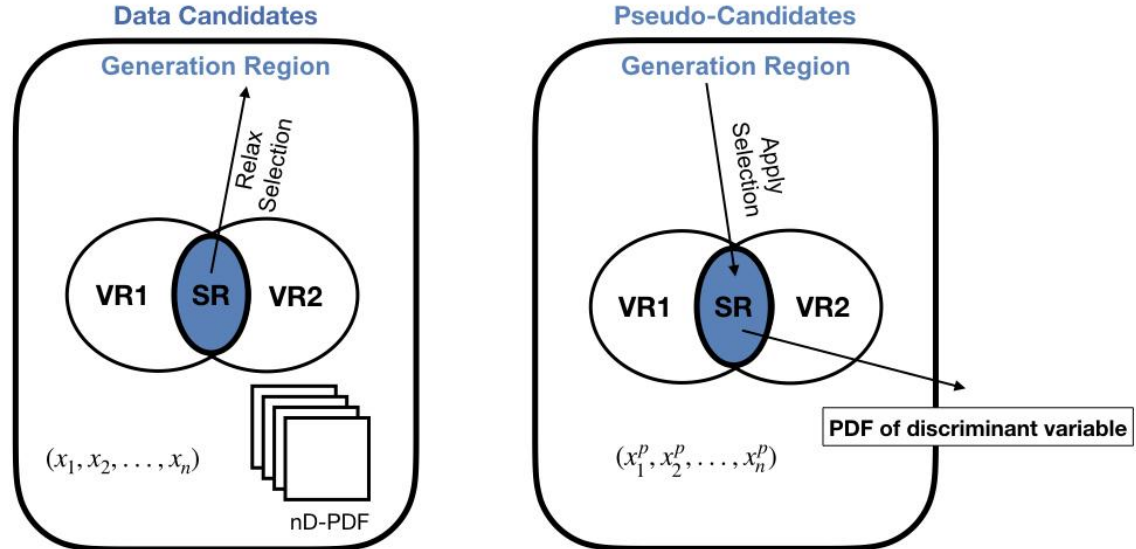 Data Candidates
Generation Region
Relax
Selection
VR1
SR
VR2
(x₁, x₂, . . . , xₙ)
nD-PDF
Pseudo-Candidates
Generation Region
Apply
Selection
VR1
SR
VR2
PDF of discriminant variable
(x₁ᵖ, x₂ᵖ, . . . , xₙᵖ)